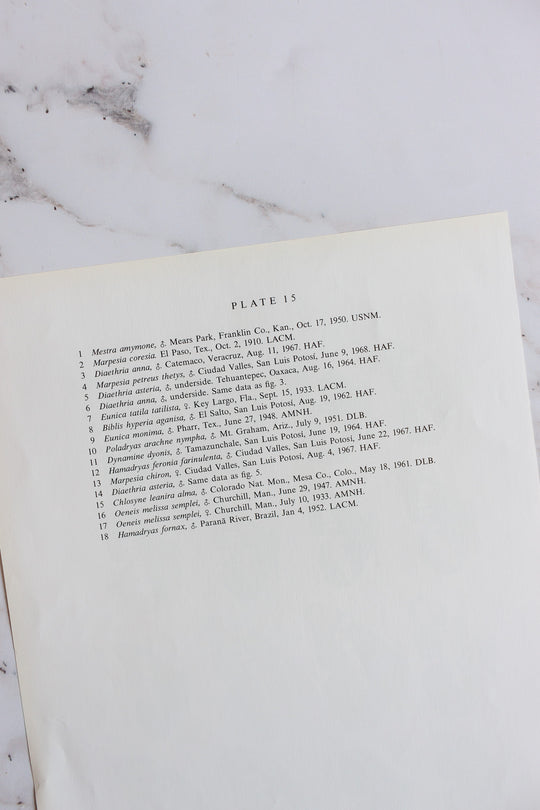 PLATE 15
1 Mestra amymone, ♂. Mears Park, Franklin Co., Kan., Oct. 17, 1950. USNM.
2 Marpesia coresia. El Paso, Tex., Oct. 2, 1910. LACM.
3 Diaethria anna, ♂. Catemaco, Veracruz, Aug. 11, 1967. HAF.
4 Marpesia petreus thetys, ♂. Ciudad Valles, San Luis Potosí, June 9, 1968. HAF.
5 Diaethria asteria, ♂, underside. Tehuantepec, Oaxaca, Aug. 16, 1964. HAF.
6 Diaethria anna, ♂, underside. Same data as fig. 3.
7 Eunica tatila tatilista, ♀. Key Largo, Fla., Sept. 15, 1933. LACM.
8 Biblis hyperia aganisa, ♂. El Salto, San Luis Potosí, Aug. 19, 1962. HAF.
9 Eunica monima, ♂. Pharr, Tex., June 27, 1948. AMNH.
10 Poladryas arachne nympha, ♂. Mt. Graham, Ariz., July 9, 1951. DLB.
11 Dynamine dyonis, ♂. Tamazunchale, San Luis Potosí, June 19, 1964. HAF.
12 Hamadryas feronia farinulenta, ♂. Ciudad Valles, San Luis Potosí, June 22, 1967. HAF.
13 Marpesia chiron, ♀. Ciudad Valles, San Luis Potosí, Aug. 4, 1967. HAF.
14 Diaethria asteria, ♂. Same data as fig. 5.
15 Chlosyne leanira alma, ♂. Colorado Nat. Mon., Mesa Co., Colo., May 18, 1961. DLB.
16 Oeneis melissa semplei, ♂. Churchill, Man., June 29, 1947. AMNH.
17 Oeneis melissa semplei, ♀. Churchill, Man., July 10, 1933. AMNH.
18 Hamadryas fornax, ♂. Paranã River, Brazil, Jan 4, 1952. LACM.